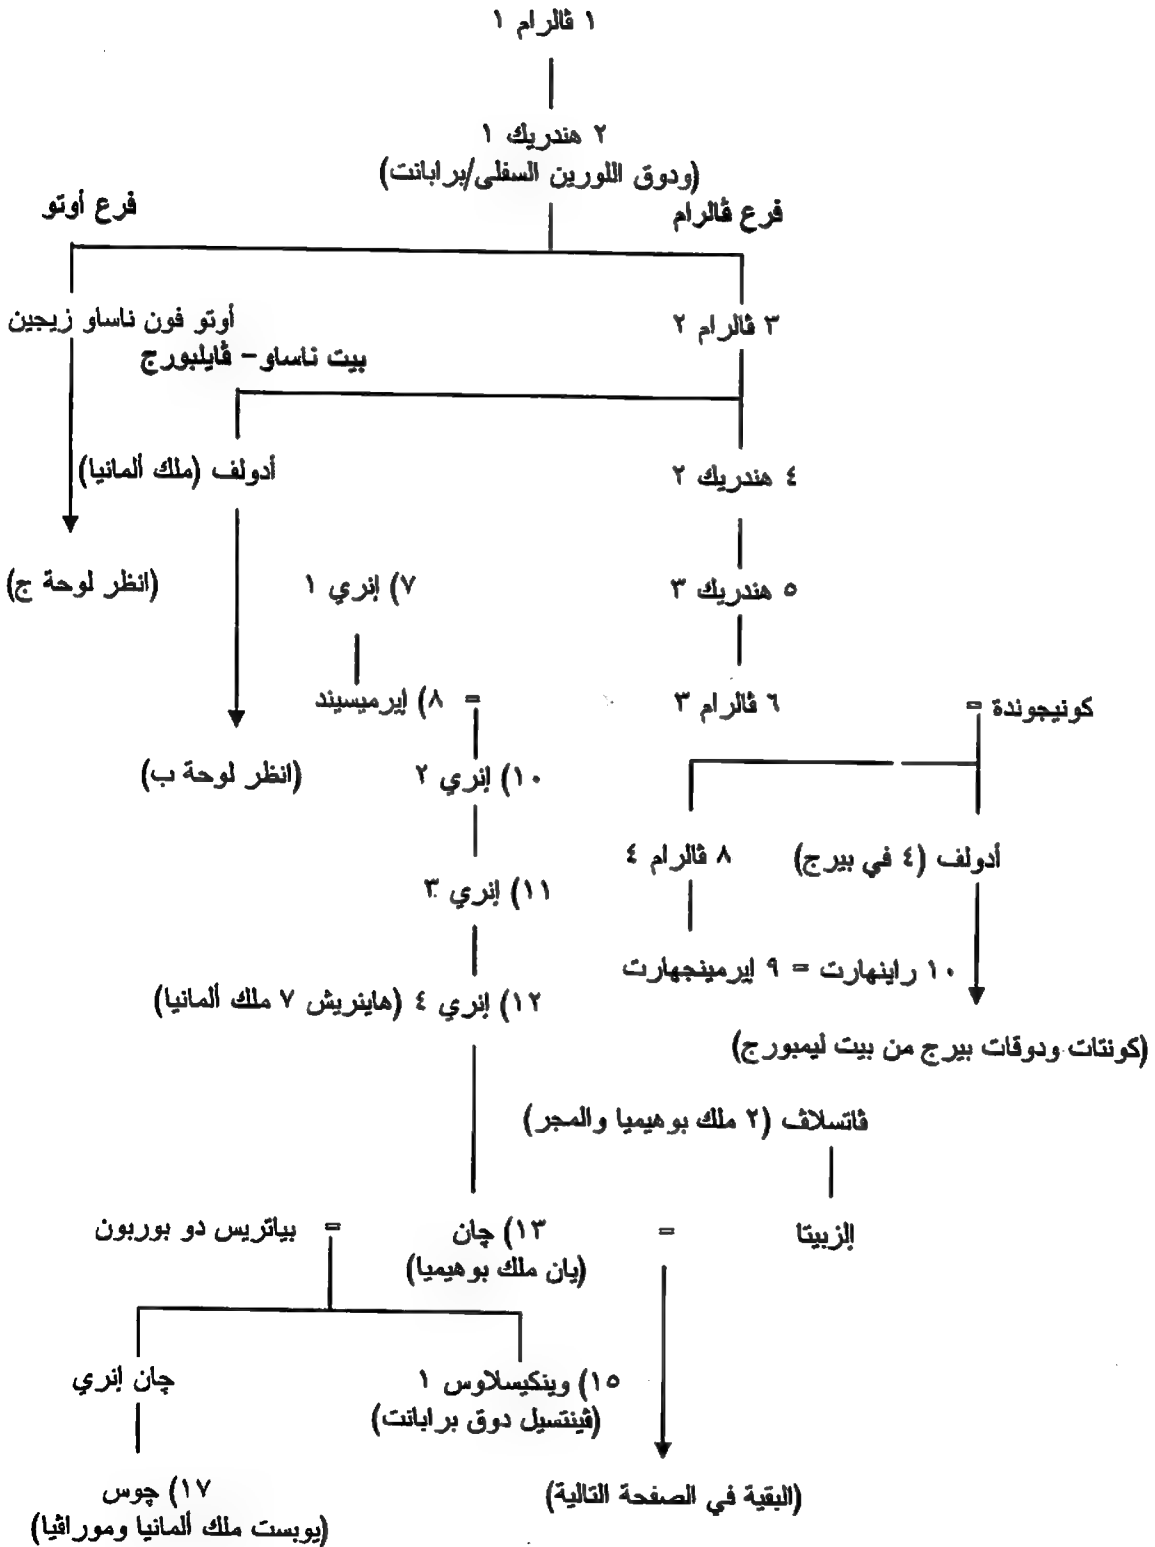 ١ ڤالرام ١
٢ هندريك ١
(ودوق اللورين السفلى/برابانت)
فرع ڤالرام
فرع أوتو
٣ ڤالرام ٢
أوتو فون ناساو زيجين
بيت ناساو- ڤايلبورج
٤ هندريك ٢
أدولف (ملك ألمانيا)
٥ هندريك ٣
٧) إنري ١
(انظر لوحة ج)
كونيجوندة = ٦ ڤالرام ٣
= ٨) إيرميسيند
١٠) إنري ٢
(انظر لوحة ب)
أدولف (٤ في بيرج)
٨ ڤالرام ٤
١١) إنري ٣
١٠ راينهارت = ٩ إيرمينجهارت
١٢) إنري ٤ (هاينريش ٧ ملك ألمانيا)
(كونتات ودوقات بيرج من بيت ليمبورج)
ڤاتسلاڤ (٢ ملك بوهيميا والمجر)
إلزبيتا = ١٣) چان = بياتريس دو بوربون
(يان ملك بوهيميا)
١٥) وينكيسلاوس ١
چان إنري
(ڤينتسيل دوق برابانت)
(البقية في الصفحة التالية)
١٧) چوس
(يوبست ملك ألمانيا وموراڤيا)